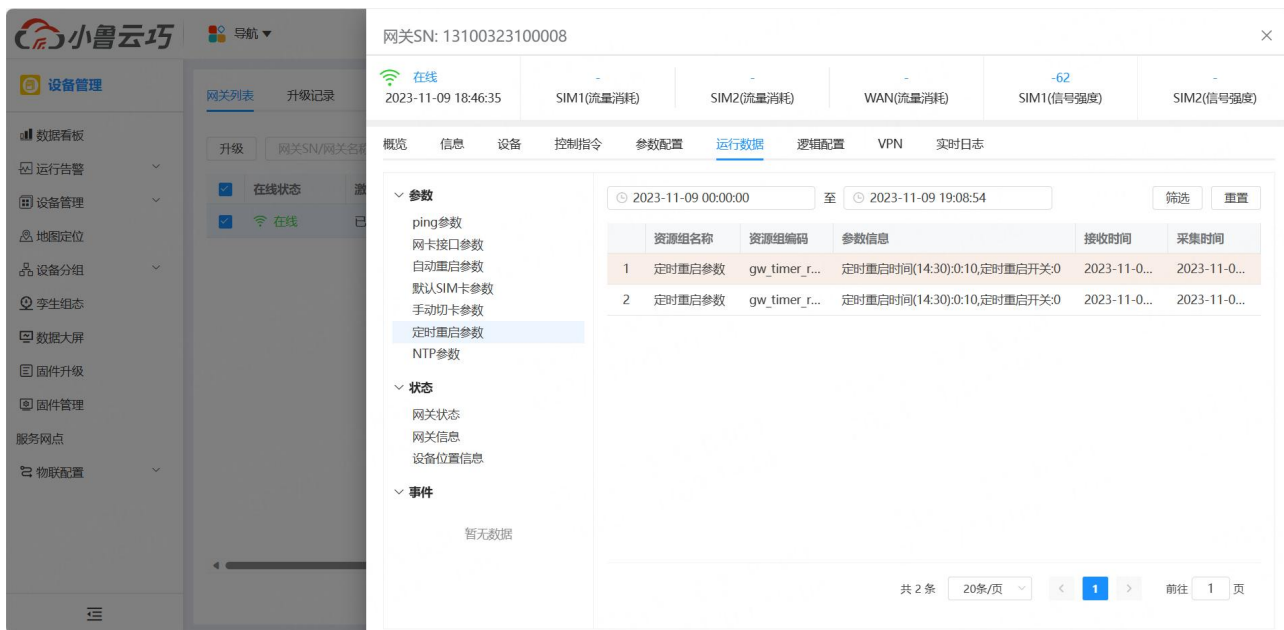 小鲁云巧
导航
设备管理
数据看板
运行告警
设备管理
地图定位
设备分组
孪生组态
数据大屏
固件升级
固件管理
服务网点
物联配置
网关列表 升级记录
升级 网关SN/网关名称
在线状态
在线
网关SN: 13100323100008
在线 - - - -62 -
2023-11-09 18:46:35 SIM1(流量消耗) SIM2(流量消耗) WAN(流量消耗) SIM1(信号强度) SIM2(信号强度)
概览 信息 设备 控制指令 参数配置 运行数据 逻辑配置 VPN 实时日志
参数
ping参数
网卡接口参数
自动重启参数
默认SIM卡参数
手动切卡参数
定时重启参数
NTP参数
状态
网关状态
网关信息
设备位置信息
事件
暂无数据
2023-11-09 00:00:00 至 2023-11-09 19:08:54 筛选 重置
资源组名称 资源组编码 参数信息 接收时间 采集时间
1 定时重启参数 gw_timer_r... 定时重启时间(14:30):0:10,定时重启开关:0 2023-11-0... 2023-11-0...
2 定时重启参数 gw_timer_r... 定时重启时间(14:30):0:10,定时重启开关:0 2023-11-0... 2023-11-0...
共 2 条 20条/页 1 前往 1 页